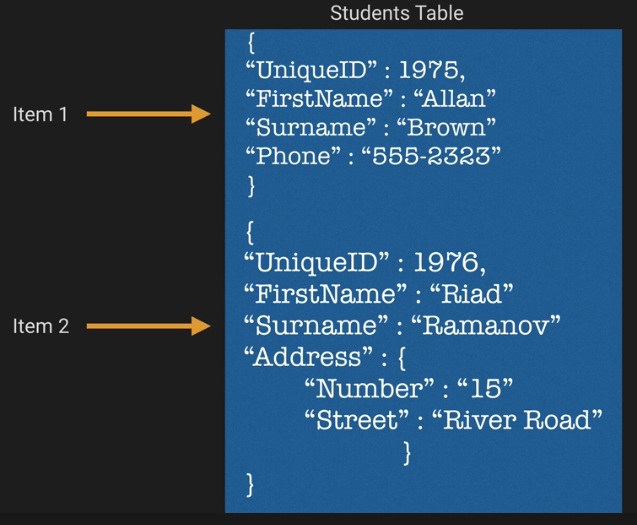 Students Table
{
“UniqueID” : 1975,
“FirstName” : “Allan”
Item 1
“Surname” : “Brown”
“Phone” : “555-2323”
}
{
“UniqueID” : 1976,
“FirstName” : “Riad”
Item 2
“Surname” : “Ramanov”
“Address” : {
“Number” : “15”
“Street” : “River Road”
}
}